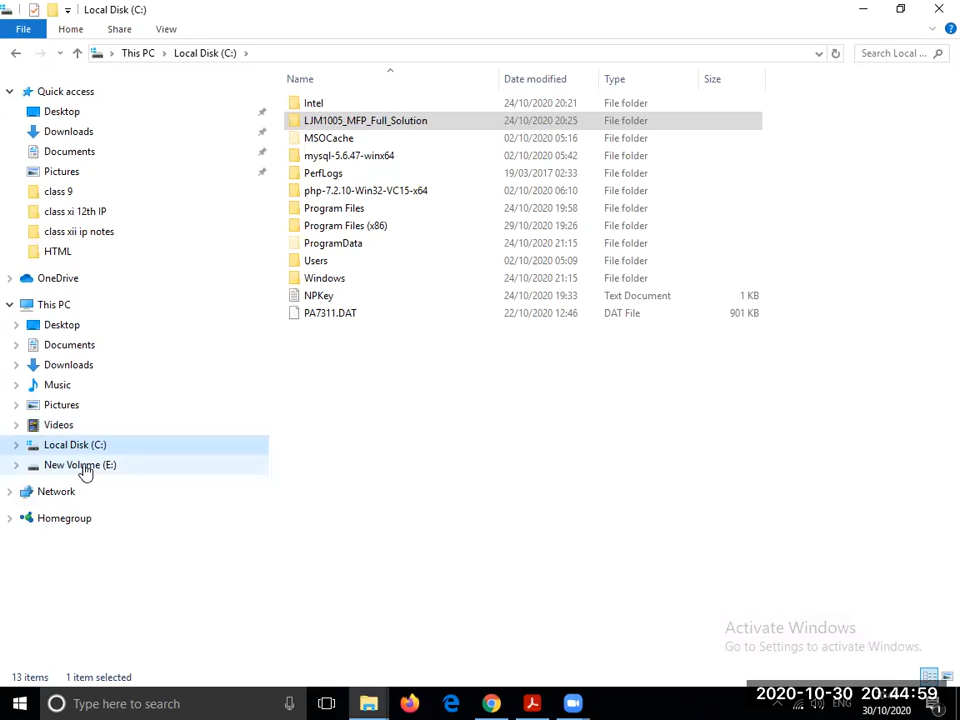 Local Disk (C:)
File Home Share View
This PC Local Disk (C:) Search Local ...
Name Date modified Type Size
Quick access
Desktop
Downloads
Documents
Pictures
class 9
class xi 12th IP
class xii ip notes
HTML
OneDrive
This PC
Desktop
Documents
Downloads
Music
Pictures
Videos
Local Disk (C:)
New Volume (E:)
Network
Homegroup
Intel 24/10/2020 20:21 File folder
LJM1005_MFP_Full_Solution 24/10/2020 20:25 File folder
MSOCache 02/10/2020 05:16 File folder
mysql-5.6.47-winx64 02/10/2020 05:42 File folder
PerfLogs 19/03/2017 02:33 File folder
php-7.2.10-Win32-VC15-x64 02/10/2020 06:10 File folder
Program Files 24/10/2020 19:58 File folder
Program Files (x86) 29/10/2020 19:26 File folder
ProgramData 24/10/2020 21:15 File folder
Users 02/10/2020 05:09 File folder
Windows 24/10/2020 21:15 File folder
NPKey 24/10/2020 19:33 Text Document 1 KB
PA7311.DAT 22/10/2020 12:46 DAT File 901 KB
Activate Windows
Go to Settings to activate Windows.
13 items 1 item selected
Type here to search
2020-10-30 20:44:59
ENG
30/10/2020